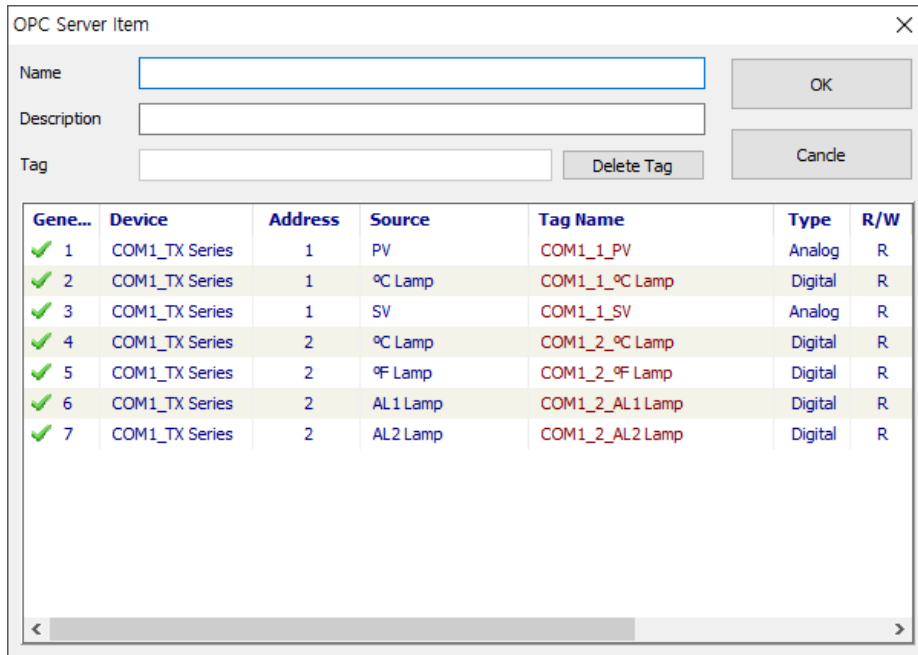 OPC Server Item
Name
OK
Description
Cancle
Tag
Delete Tag
Gene... Device Address Source Tag Name Type R/W
1 COM1_TX Series 1 PV COM1_1_PV Analog R
2 COM1_TX Series 1 ºC Lamp COM1_1_ºC Lamp Digital R
3 COM1_TX Series 1 SV COM1_1_SV Analog R
4 COM1_TX Series 2 ºC Lamp COM1_2_ºC Lamp Digital R
5 COM1_TX Series 2 ºF Lamp COM1_2_ºF Lamp Digital R
6 COM1_TX Series 2 AL1 Lamp COM1_2_AL1 Lamp Digital R
7 COM1_TX Series 2 AL2 Lamp COM1_2_AL2 Lamp Digital R